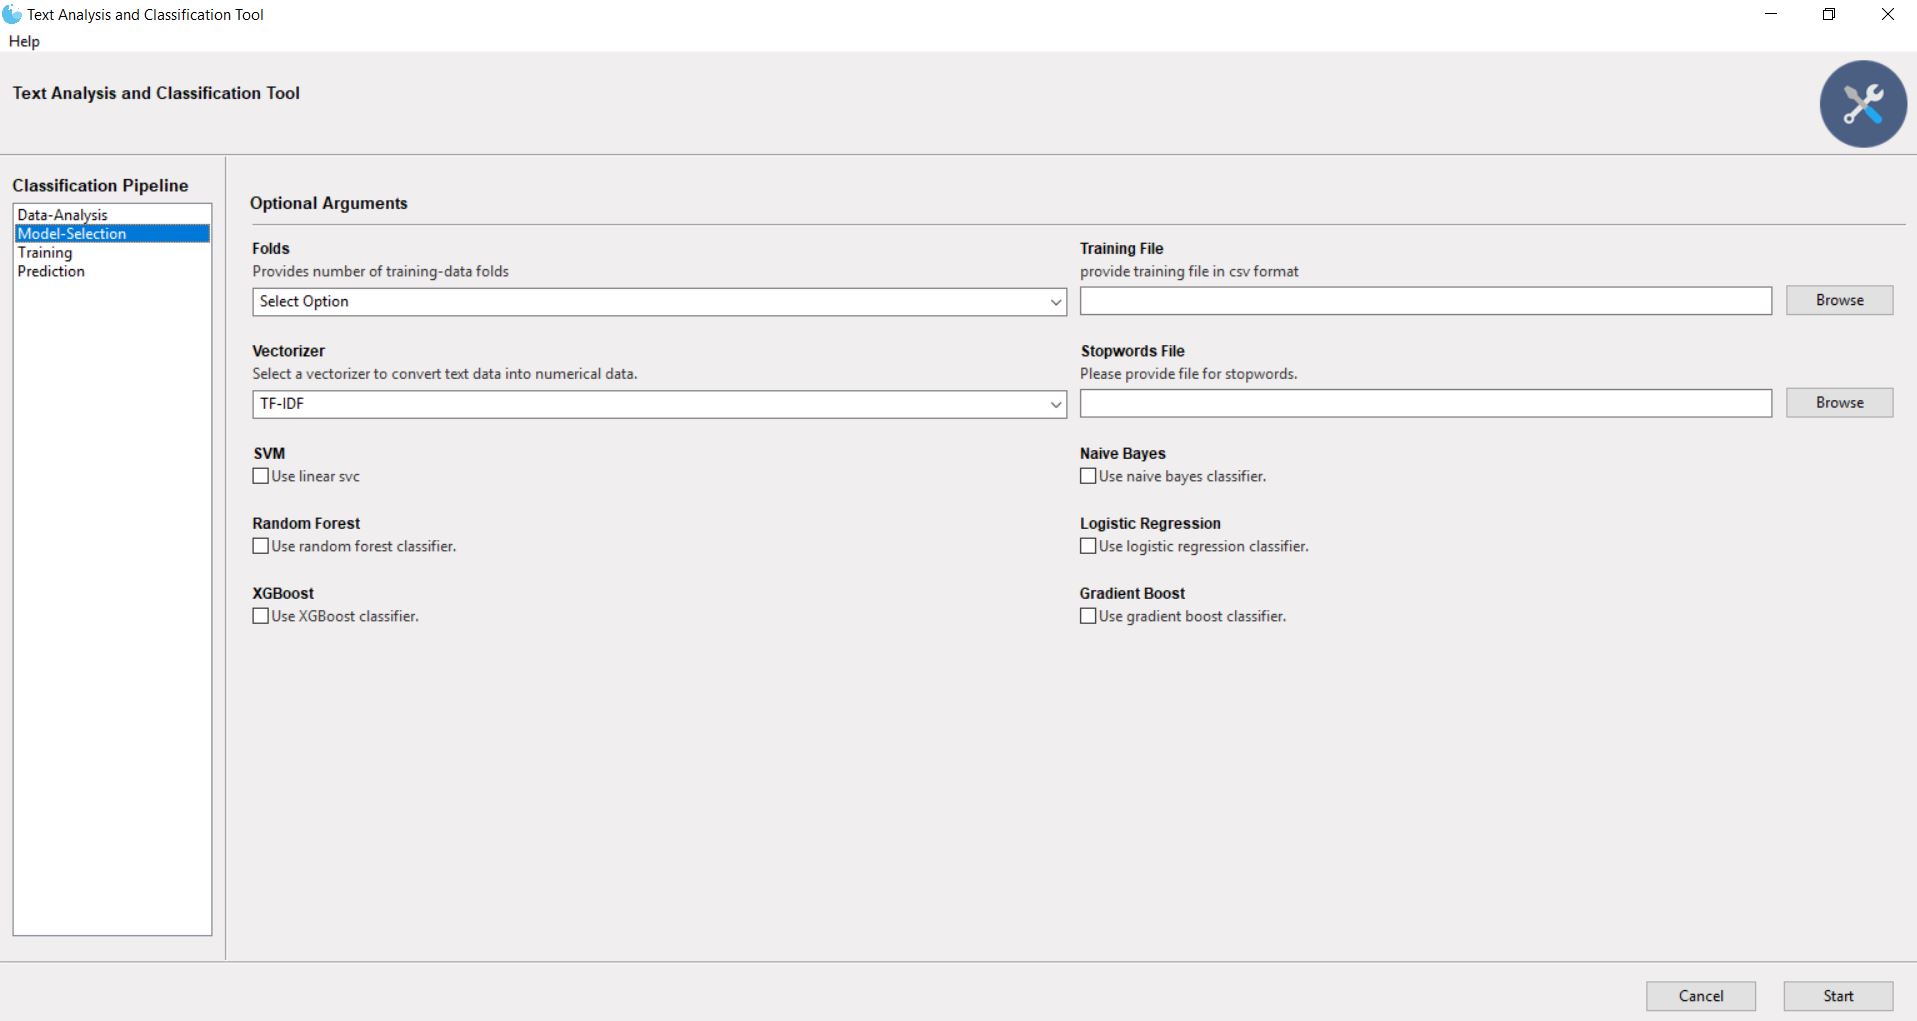 Text Analysis and Classification Tool
Help
Text Analysis and Classification Tool
Classification Pipeline
Data-Analysis
Model-Selection
Training
Prediction
Optional Arguments
Folds
Provides number of training-data folds
Select Option
Training File
provide training file in csv format
Browse
Vectorizer
Select a vectorizer to convert text data into numerical data.
TF-IDF
Stopwords File
Please provide file for stopwords.
Browse
SVM
Use linear svc
Naive Bayes
Use naive bayes classifier.
Random Forest
Use random forest classifier.
Logistic Regression
Use logistic regression classifier.
XGBoost
Use XGBoost classifier.
Gradient Boost
Use gradient boost classifier.
Cancel
Start